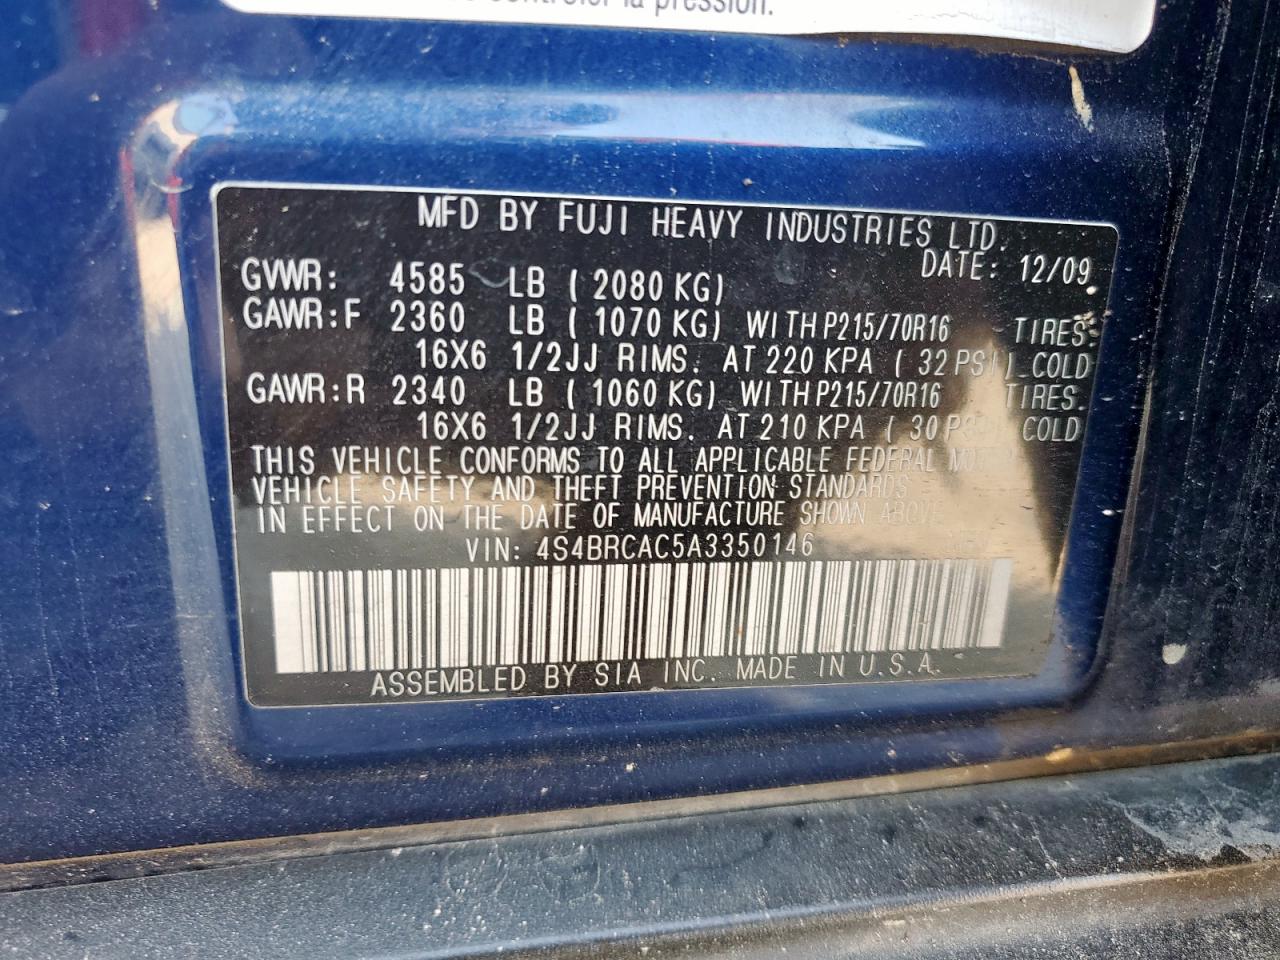 contrôler la pression.
MFD BY FUJI HEAVY INDUSTRIES LTD.
DATE: 12/09
GVWR: 4585 LB ( 2080 KG)
GAWR:F 2360 LB ( 1070 KG) WITH P215/70R16 TIRES.
16X6 1/2JJ RIMS. AT 220 KPA ( 32 PSI) COLD
GAWR:R 2340 LB ( 1060 KG) WITH P215/70R16 TIRES.
16X6 1/2JJ RIMS. AT 210 KPA ( 30 PSI) COLD
THIS VEHICLE CONFORMS TO ALL APPLICABLE FEDERAL MOTOR
VEHICLE SAFETY AND THEFT PREVENTION STANDARDS
IN EFFECT ON THE DATE OF MANUFACTURE SHOWN ABOVE
VIN: 4S4BRCAC5A3350146
ASSEMBLED BY SIA INC. MADE IN U.S.A.